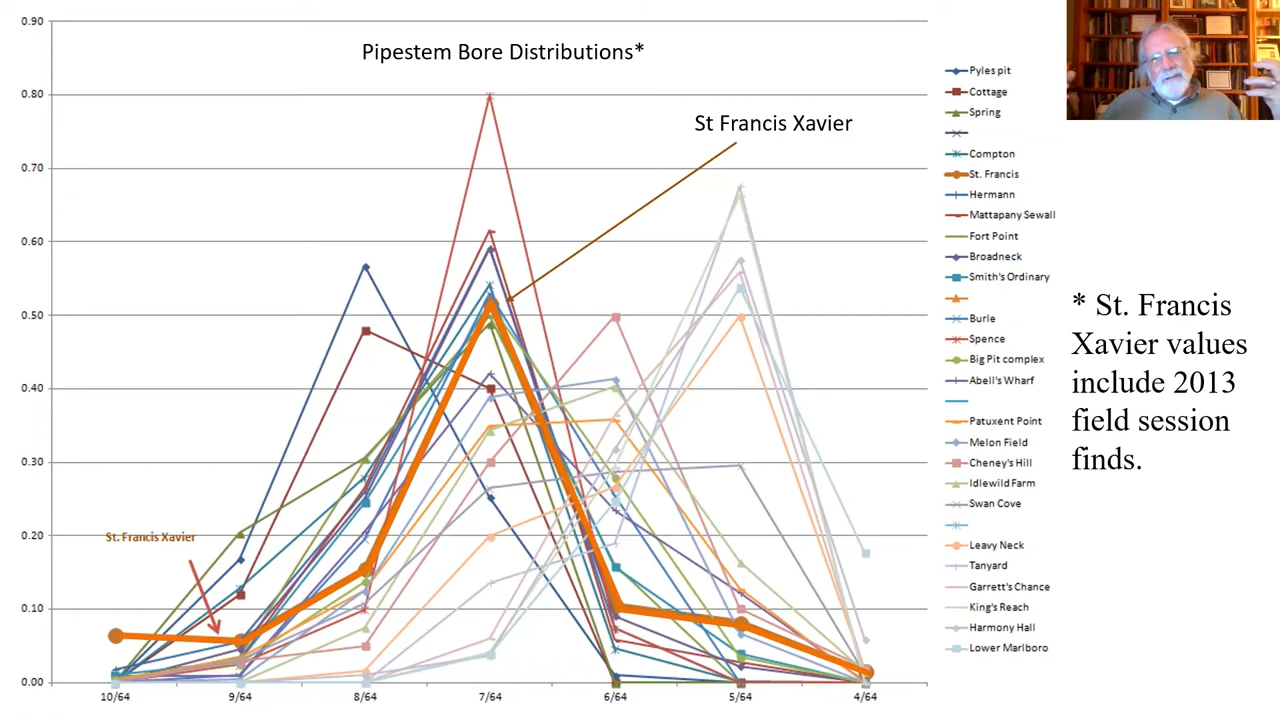 Pipestem Bore Distributions*
St Francis Xavier
St. Francis Xavier
0.90
0.80
0.70
0.60
0.50
0.40
0.30
0.20
0.10
0.00
10/64
9/64
8/64
7/64
6/64
5/64
4/64
Pyles pit
Cottage
Spring
Compton
St. Francis
Hermann
Mattapany Sewall
Fort Point
Broadneck
Smith's Ordinary
Burle
Spence
Big Pit complex
Abell's Wharf
Patuxent Point
Melon Field
Cheney's Hill
Idlewild Farm
Swan Cove
Leavy Neck
Tanyard
Garrett's Chance
King's Reach
Harmony Hall
Lower Marlboro
* St. Francis
Xavier values
include 2013
field session
finds.